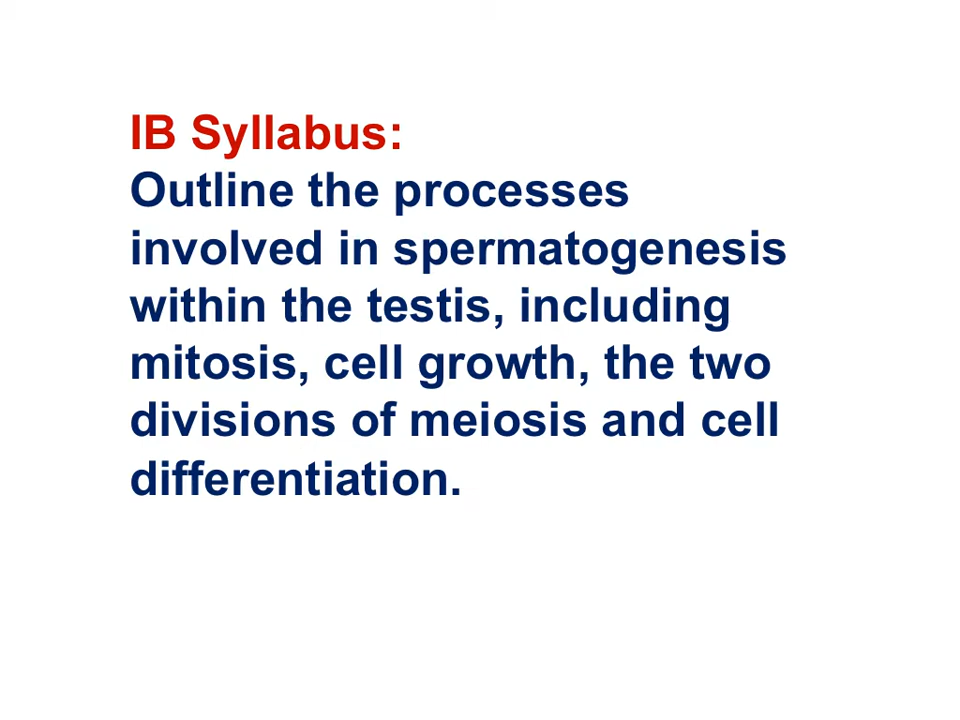 IB Syllabus:
Outline the processes
involved in spermatogenesis
within the testis, including
mitosis, cell growth, the two
divisions of meiosis and cell
differentiation.